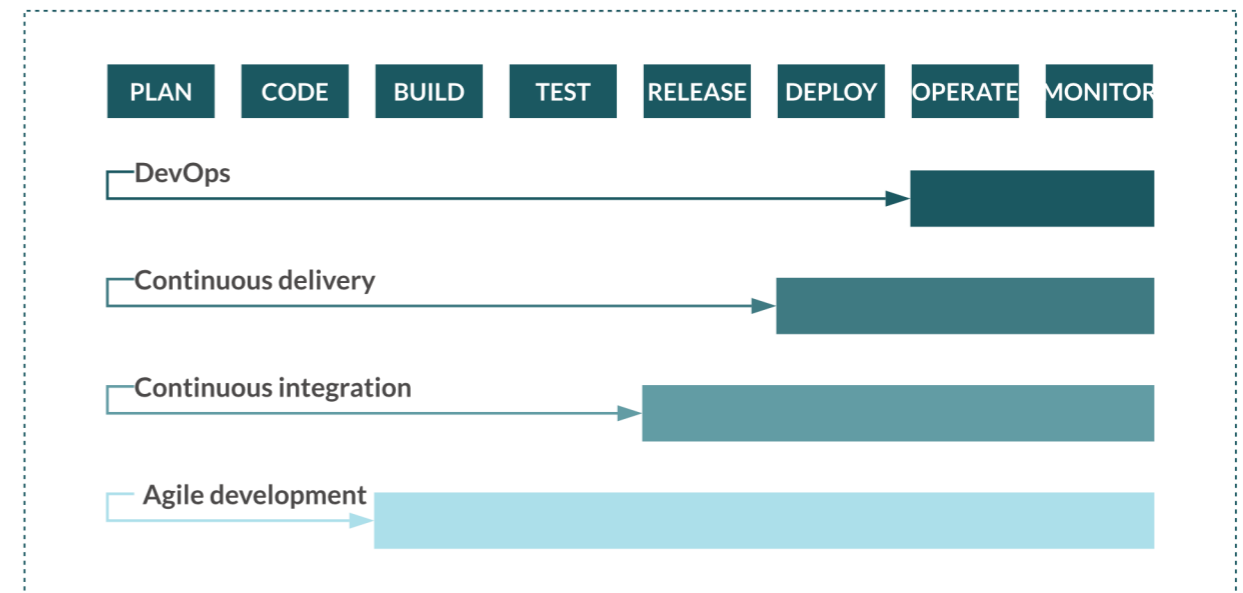 PLAN CODE BUILD TEST RELEASE DEPLOY OPERATE MONITOR
DevOps
Continuous delivery
Continuous integration
Agile development